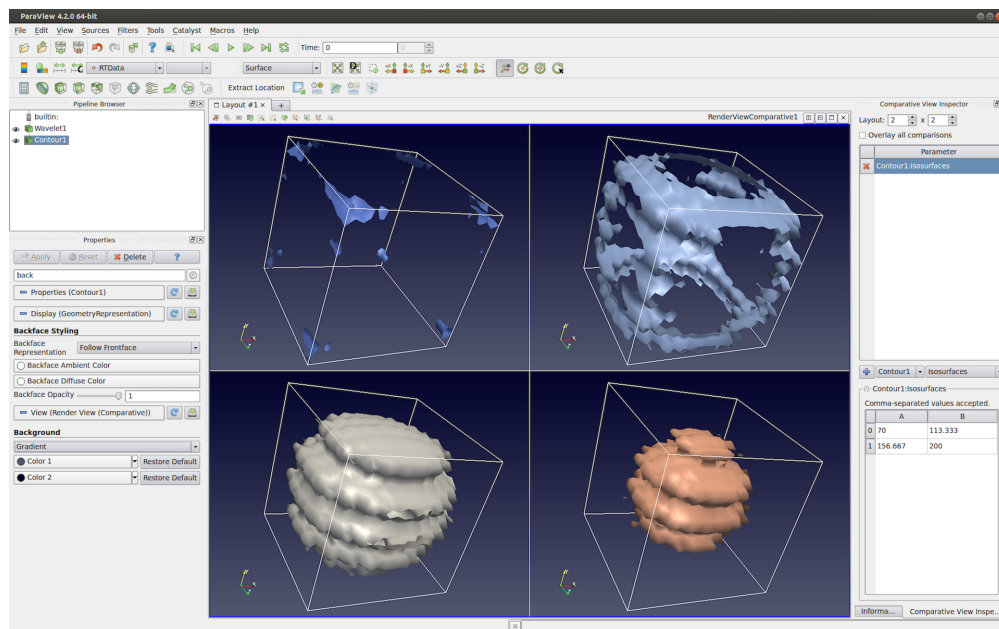 ParaView 4.2.0 64-bit
File Edit View Sources Filters Tools Catalyst Macros Help
Time: 0 0
RTData Surface
Extract Location
Pipeline Browser
builtin:
Wavelet1
Contour1
Properties
Apply Reset Delete ?
back
Properties (Contour1)
Display (GeometryRepresentation)
Backface Styling
Backface
Representation Follow Frontface
Backface Ambient Color
Backface Diffuse Color
Backface Opacity 1
View (Render View (Comparative))
Background
Gradient
Color 1 Restore Default
Color 2 Restore Default
Layout #1 × +
3D RenderViewComparative1
Comparative View Inspector
Layout: 2 x 2
Overlay all comparisons
Parameter
Contour1:Isosurfaces
Contour1 Isosurfaces
Contour1:Isosurfaces
Comma-separated values accepted.
A B
0 70 113.333
1 156.667 200
Informa... Comparative View Inspe...